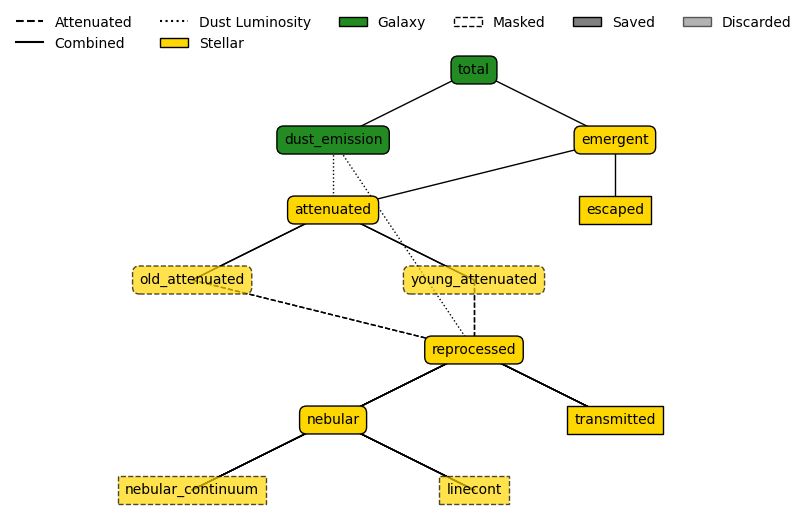 Attenuated
Dust Luminosity
Galaxy
Masked
Saved
Discarded
Combined
Stellar
total
dust_emission
emergent
attenuated
escaped
old_attenuated
young_attenuated
reprocessed
nebular
transmitted
nebular_continuum
linecont